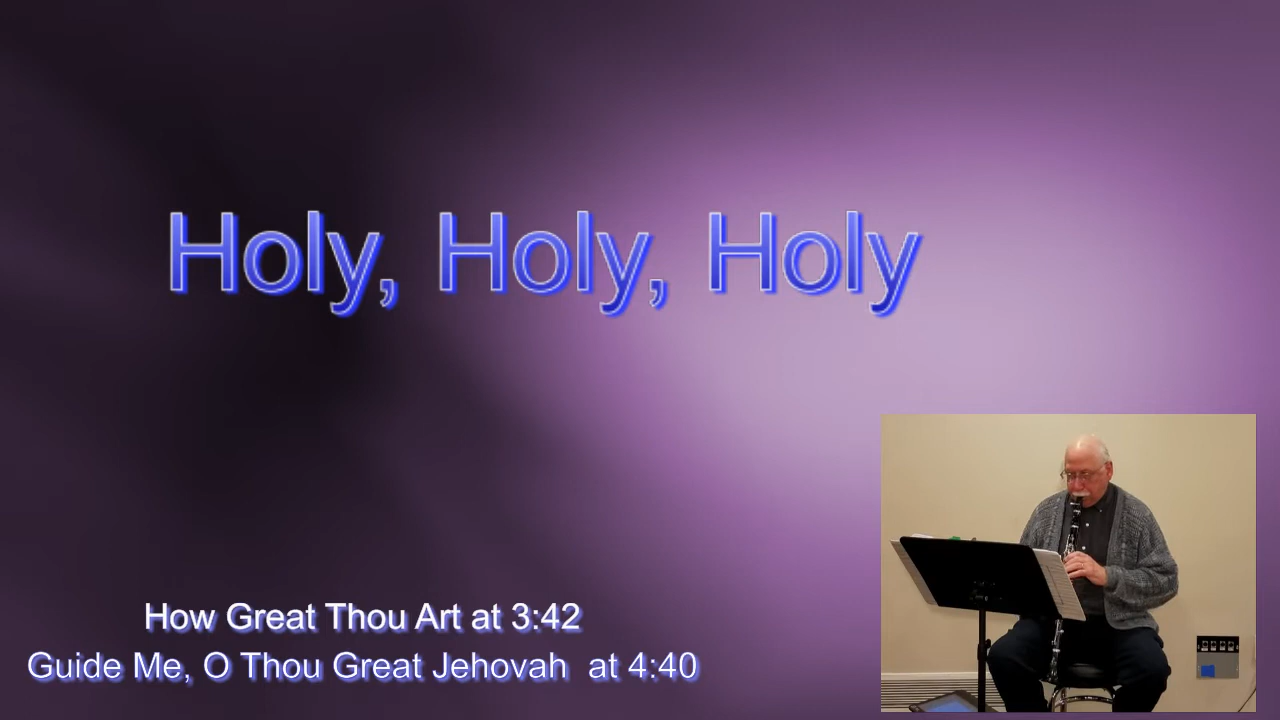 Holy, Holy, Holy
How Great Thou Art at 3:42
Guide Me, O Thou Great Jehovah  at 4:40